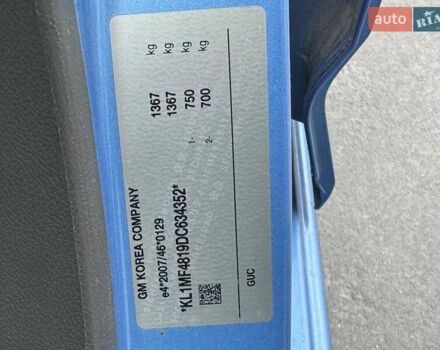 GM KOREA COMPANY
e4*2007/46*0129
*KL1MF4819DC634352*
1367 kg
1367 kg
1- 750 kg
2- 700 kg
GUC
auto RIA